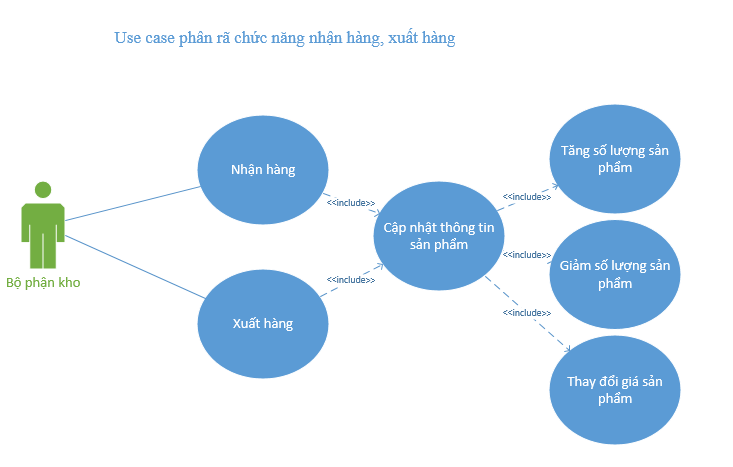 Use case phân rã chức năng nhận hàng, xuất hàng
Tăng số lượng sản
phẩm
Nhận hàng
<<include>>
<<include>>
Cập nhật thông tin
sản phẩm
<<include>>
Giảm số lượng sản
phẩm
Bộ phận kho
<<include>>
<<include>>
Xuất hàng
Thay đổi giá sản
phẩm